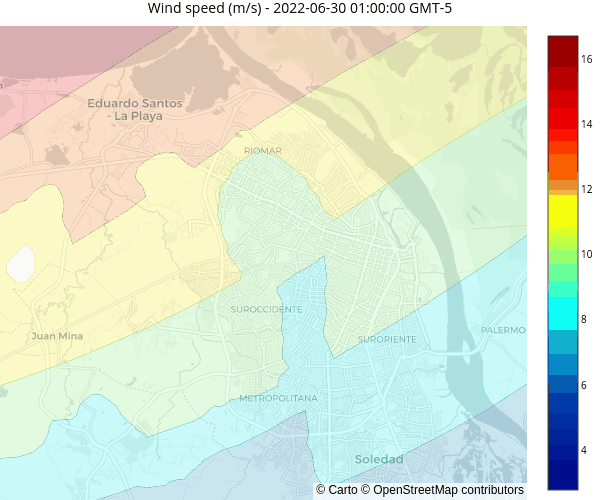 Wind speed (m/s) - 2022-06-30 01:00:00 GMT-5
Eduardo Santos
- La Playa
RIOMAR
SUROCCIDENTE
Juan Mina
SURORIENTE
PALERMO
METROPOLITANA
Soledad
© Carto © OpenStreetMap contributors
16
14
12
10
8
6
4